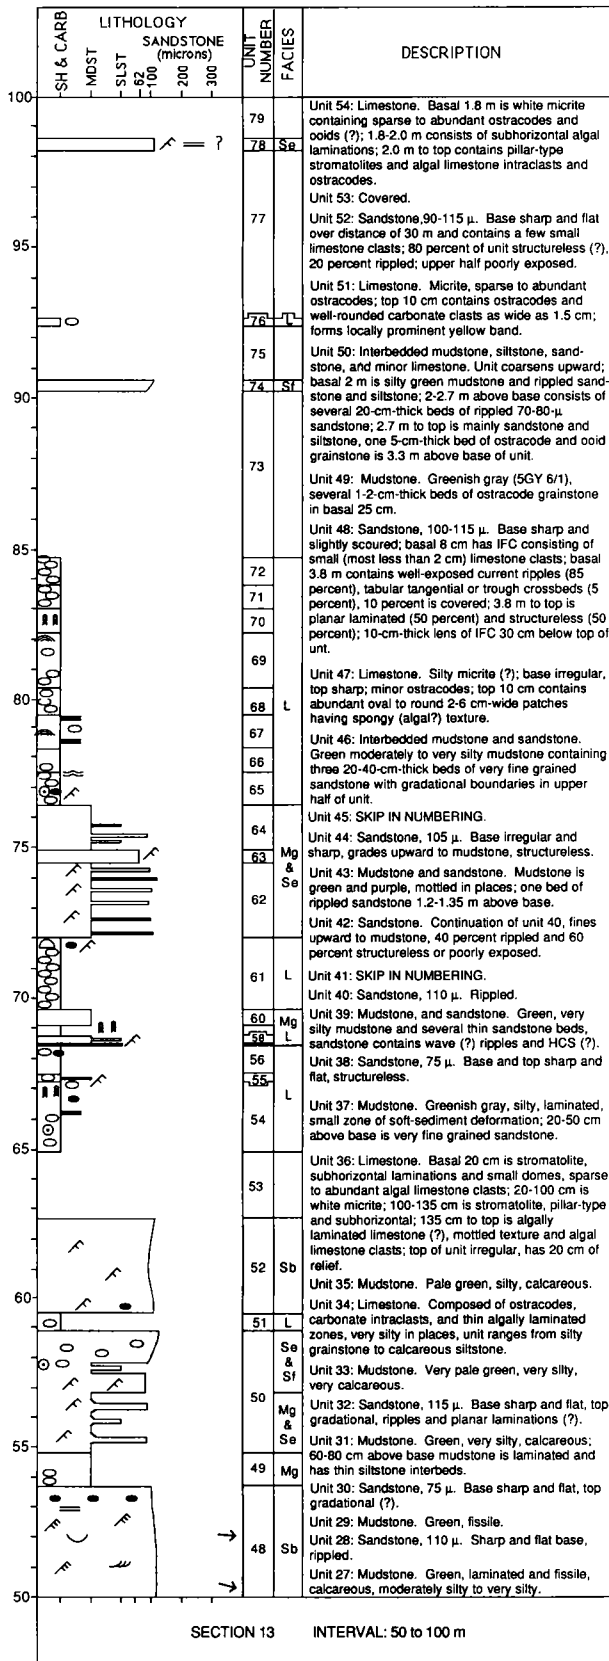 LITHOLOGY
SH & CARB
MDST
SLST
SANDSTONE
(microns)
62
100
200
300
UNIT
NUMBER
FACIES
DESCRIPTION
100
95
90
85
80
75
70
65
60
55
50
?
79
78 Se
77
76 L
75
74 Sf
73
72
71
70
69
L
68
67
66
65
64
Mg
63 &
Se
62
61 L
60 Mg
58 L
56
55
L
54
53
52 Sb
51 L
Se
&
Sf
50
Mg
&
Se
49 Mg
48 Sb
Unit 54: Limestone. Basal 1.8 m is white micrite
containing sparse to abundant ostracodes and
ooids (?); 1.8-2.0 m consists of subhorizontal algal
laminations; 2.0 m to top contains pillar-type
stromatolites and algal limestone intraclasts and
ostracodes.
Unit 53: Covered.
Unit 52: Sandstone,90-115 µ. Base sharp and flat
over distance of 30 m and contains a few small
limestone clasts; 80 percent of unit structureless (?),
20 percent rippled; upper half poorly exposed.
Unit 51: Limestone. Micrite, sparse to abundant
ostracodes; top 10 cm contains ostracodes and
well-rounded carbonate clasts as wide as 1.5 cm;
forms locally prominent yellow band.
Unit 50: Interbedded mudstone, siltstone, sand-
stone, and minor limestone. Unit coarsens upward;
basal 2 m is silty green mudstone and rippled sand-
stone and siltstone; 2-2.7 m above base consists of
several 20-cm-thick beds of rippled 70-80-µ
sandstone; 2.7 m to top is mainly sandstone and
siltstone, one 5-cm-thick bed of ostracode and ooid
grainstone is 3.3 m above base of unit.
Unit 49: Mudstone. Greenish gray (5GY 6/1),
several 1-2-cm-thick beds of ostracode grainstone
in basal 25 cm.
Unit 48: Sandstone, 100-115 µ. Base sharp and
slightly scoured; basal 8 cm has IFC consisting of
small (most less than 2 cm) limestone clasts; basal
3.8 m contains well-exposed current ripples (85
percent), tabular tangential or trough crossbeds (5
percent), 10 percent is covered; 3.8 m to top is
planar laminated (50 percent) and structureless (50
percent); 10-cm-thick lens of IFC 30 cm below top of
unt.
Unit 47: Limestone. Silty micrite (?); base irregular,
top sharp; minor ostracodes; top 10 cm contains
abundant oval to round 2-6 cm-wide patches
having spongy (algal?) texture.
Unit 46: Interbedded mudstone and sandstone.
Green moderately to very silty mudstone containing
three 20-40-cm-thick beds of very fine grained
sandstone with gradational boundaries in upper
half of unit.
Unit 45: SKIP IN NUMBERING.
Unit 44: Sandstone, 105 µ. Base irregular and
sharp, grades upward to mudstone, structureless.
Unit 43: Mudstone and sandstone. Mudstone is
green and purple, mottled in places; one bed of
rippled sandstone 1.2-1.35 m above base.
Unit 42: Sandstone. Continuation of unit 40, fines
upward to mudstone, 40 percent rippled and 60
percent structureless or poorly exposed.
Unit 41: SKIP IN NUMBERING.
Unit 40: Sandstone, 110 µ. Rippled.
Unit 39: Mudstone, and sandstone. Green, very
silty mudstone and several thin sandstone beds,
sandstone contains wave (?) ripples and HCS (?).
Unit 38: Sandstone, 75 µ. Base and top sharp and
flat, structureless.
Unit 37: Mudstone. Greenish gray, silty, laminated,
small zone of soft-sediment deformation; 20-50 cm
above base is very fine grained sandstone.
Unit 36: Limestone. Basal 20 cm is stromatolite,
subhorizontal laminations and small domes, sparse
to abundant algal limestone clasts; 20-100 cm is
white micrite; 100-135 cm is stromatolite, pillar-type
and subhorizontal; 135 cm to top is algally
laminated limestone (?), mottled texture and algal
limestone clasts; top of unit irregular, has 20 cm of
relief.
Unit 35: Mudstone. Pale green, silty, calcareous.
Unit 34: Limestone. Composed of ostracodes,
carbonate intraclasts, and thin algally laminated
zones, very silty in places, unit ranges from silty
grainstone to calcareous siltstone.
Unit 33: Mudstone. Very pale green, very silty,
very calcareous.
Unit 32: Sandstone, 115 µ. Base sharp and flat, top
gradational, ripples and planar laminations (?).
Unit 31: Mudstone. Green, very silty, calcareous;
60-80 cm above base mudstone is laminated and
has thin siltstone interbeds.
Unit 30: Sandstone, 75 µ. Base sharp and flat, top
gradational (?).
Unit 29: Mudstone. Green, fissile.
Unit 28: Sandstone, 110 µ. Sharp and flat base,
rippled.
Unit 27: Mudstone. Green, laminated and fissile,
calcareous, moderately silty to very silty.
SECTION 13 INTERVAL: 50 to 100 m